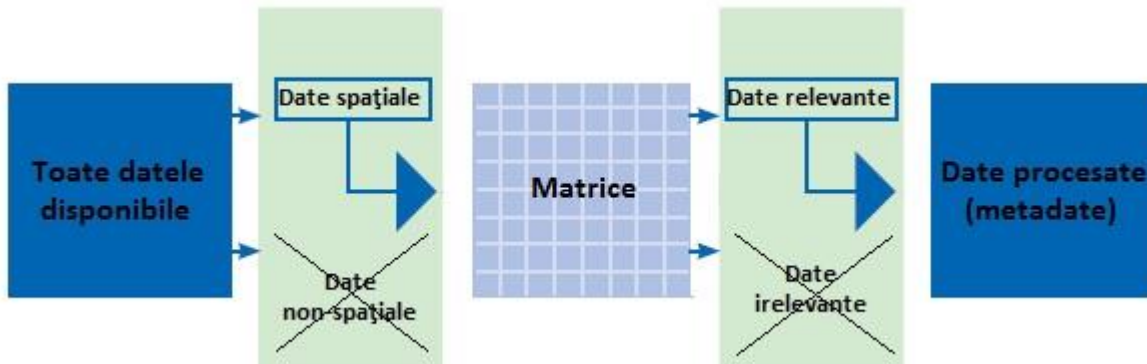 Toate datele
disponibile
Date spaţiale
Date
non-spaţiale
Matrice
Date relevante
Date
irelevante
Date procesate
(metadate)